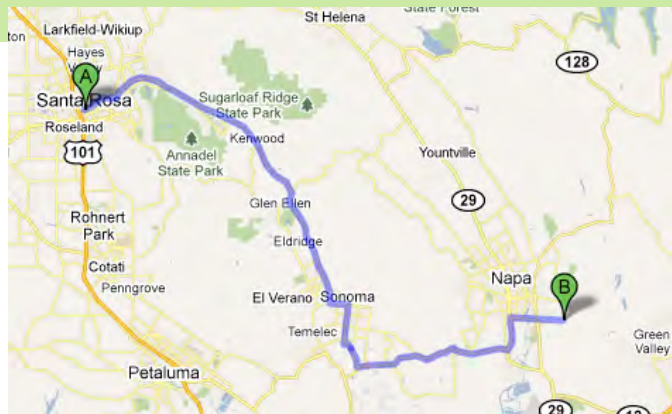 St Helena
State Forest
Larkfield-Wikiup
ton
Hayes
128
A
Santa Rosa
Sugarloaf Ridge
State Park
Roseland
Kenwood
101
Annadel
State Park
Yountville
29
Glen Ellen
Rohnert
Park
Eldridge
Cotati
Napa
B
Penngrove
El Verano
Sonoma
Temelec
Green
Valley
Petaluma
29
12